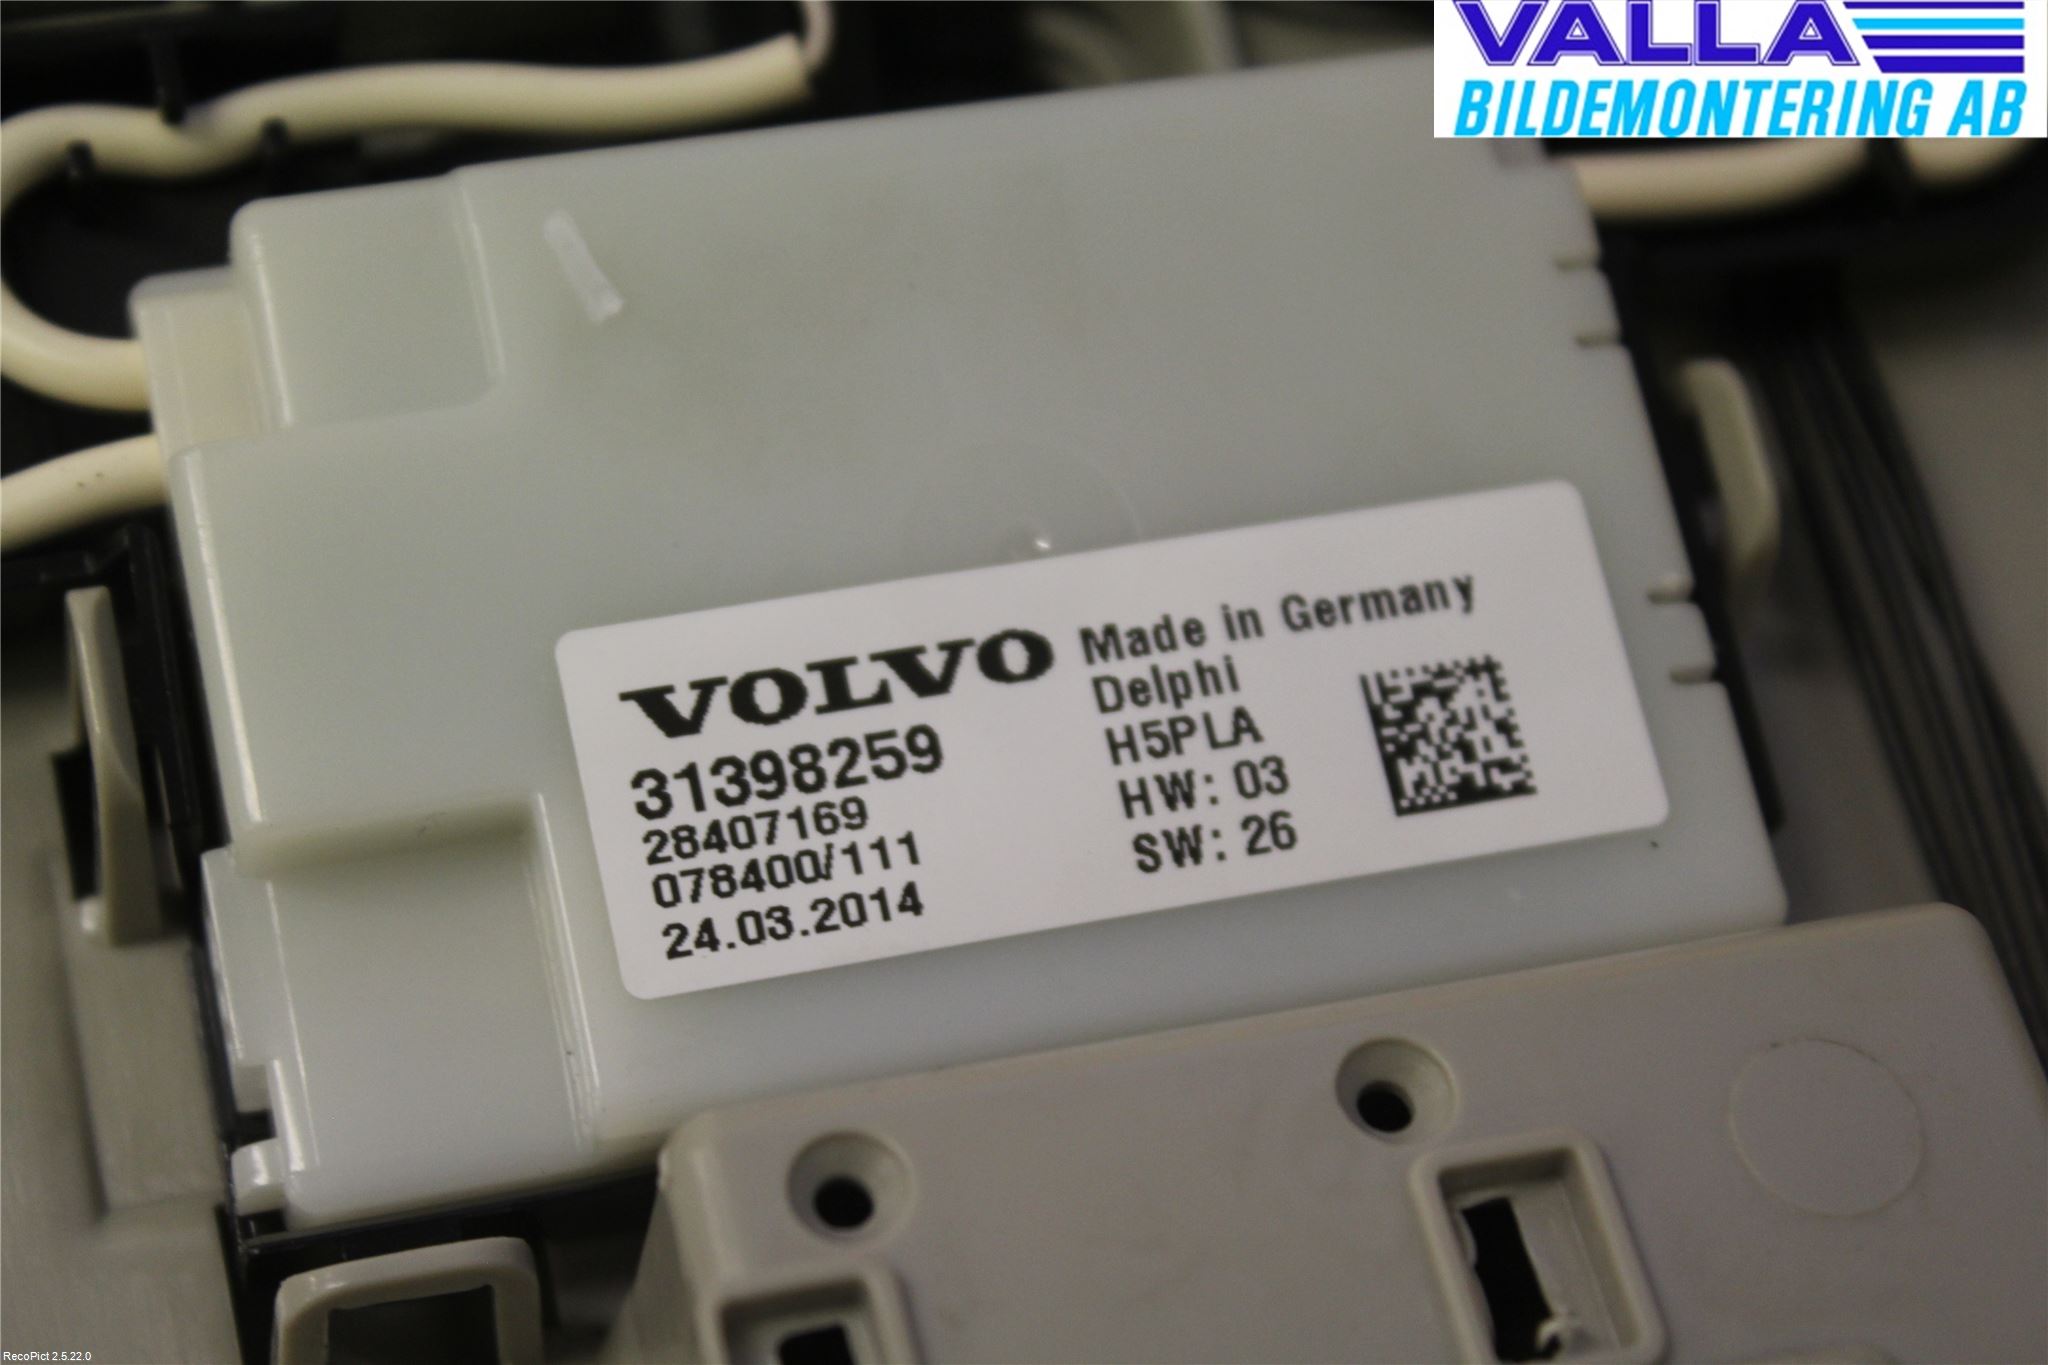 VALLA
BILDEMONTERING AB
VOLVO
31398259
28407169
078400/111
24.03.2014
Made in Germany
Delphi
H5PLA
HW: 03
SW: 26
RecoPict 2.5.22.0